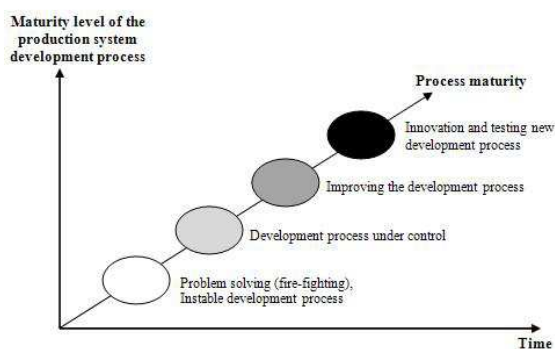 Maturity level of the
production system
development process
Process maturity
Innovation and testing new
development process
Improving the development process
Development process under control
Problem solving (fire-fighting),
Instable development process
Time